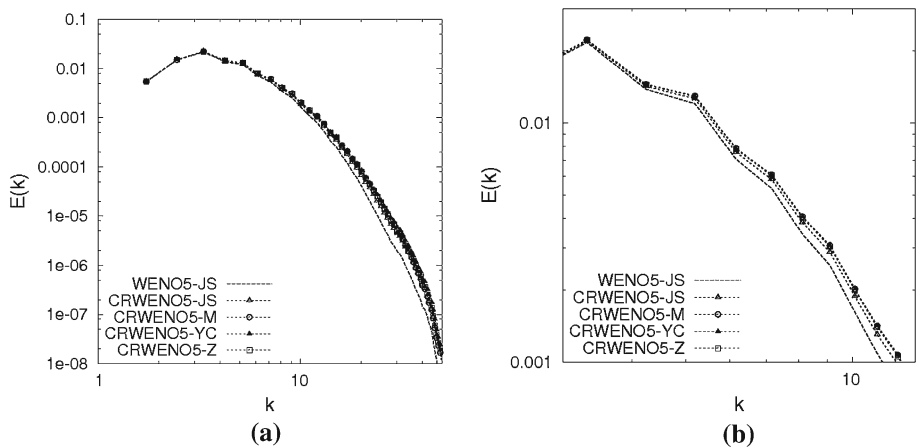 0.1
0.01
0.001
0.0001
1e-05
1e-06
1e-07
1e-08
E(k)
WENO5-JS
CRWENO5-JS
CRWENO5-M
CRWENO5-YC
CRWENO5-Z
1
10
k
(a)
0.01
0.001
E(k)
WENO5-JS
CRWENO5-JS
CRWENO5-M
CRWENO5-YC
CRWENO5-Z
10
k
(b)